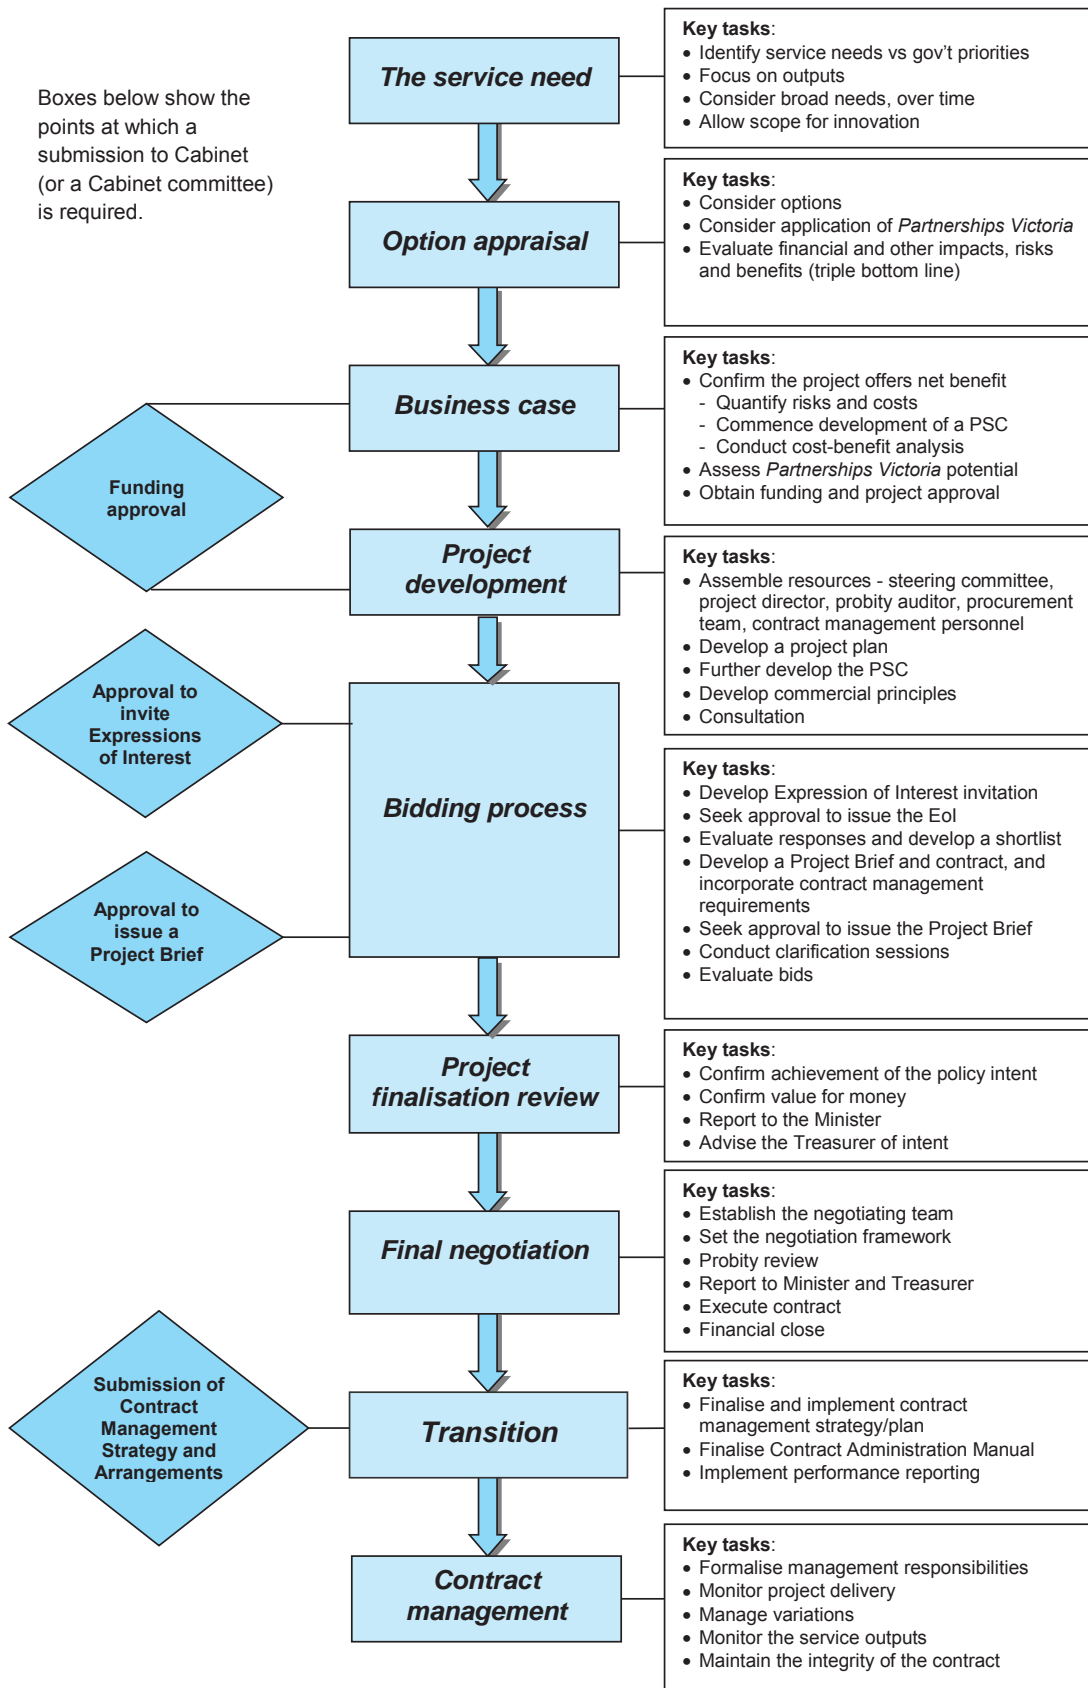 Boxes below show the
points at which a
submission to Cabinet
(or a Cabinet committee)
is required.
The service need
Key tasks:
• Identify service needs vs gov't priorities
• Focus on outputs
• Consider broad needs, over time
• Allow scope for innovation
Option appraisal
Key tasks:
• Consider options
• Consider application of Partnerships Victoria
• Evaluate financial and other impacts, risks
and benefits (triple bottom line)
Business case
Key tasks:
• Confirm the project offers net benefit
- Quantify risks and costs
- Commence development of a PSC
- Conduct cost-benefit analysis
• Assess Partnerships Victoria potential
• Obtain funding and project approval
Funding
approval
Project
development
Key tasks:
• Assemble resources - steering committee,
project director, probity auditor, procurement
team, contract management personnel
• Develop a project plan
• Further develop the PSC
• Develop commercial principles
• Consultation
Approval to
invite
Expressions
of Interest
Bidding process
Approval to
issue a
Project Brief
Key tasks:
• Develop Expression of Interest invitation
• Seek approval to issue the EoI
• Evaluate responses and develop a shortlist
• Develop a Project Brief and contract, and
incorporate contract management
requirements
• Seek approval to issue the Project Brief
• Conduct clarification sessions
• Evaluate bids
Project
finalisation review
Key tasks:
• Confirm achievement of the policy intent
• Confirm value for money
• Report to the Minister
• Advise the Treasurer of intent
Final negotiation
Key tasks:
• Establish the negotiating team
• Set the negotiation framework
• Probity review
• Report to Minister and Treasurer
• Execute contract
• Financial close
Submission of
Contract
Management
Strategy and
Arrangements
Transition
Key tasks:
• Finalise and implement contract
management strategy/plan
• Finalise Contract Administration Manual
• Implement performance reporting
Contract
management
Key tasks:
• Formalise management responsibilities
• Monitor project delivery
• Manage variations
• Monitor the service outputs
• Maintain the integrity of the contract